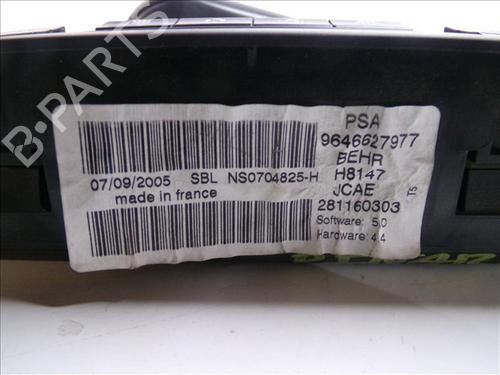 B-PARTS
07/09/2005 SBL NS0704825-H
made in france
PSA
9646627977
BEHR
H8147
JCAE
281160303
T5
Software: 5.0
Hardware: 4.4